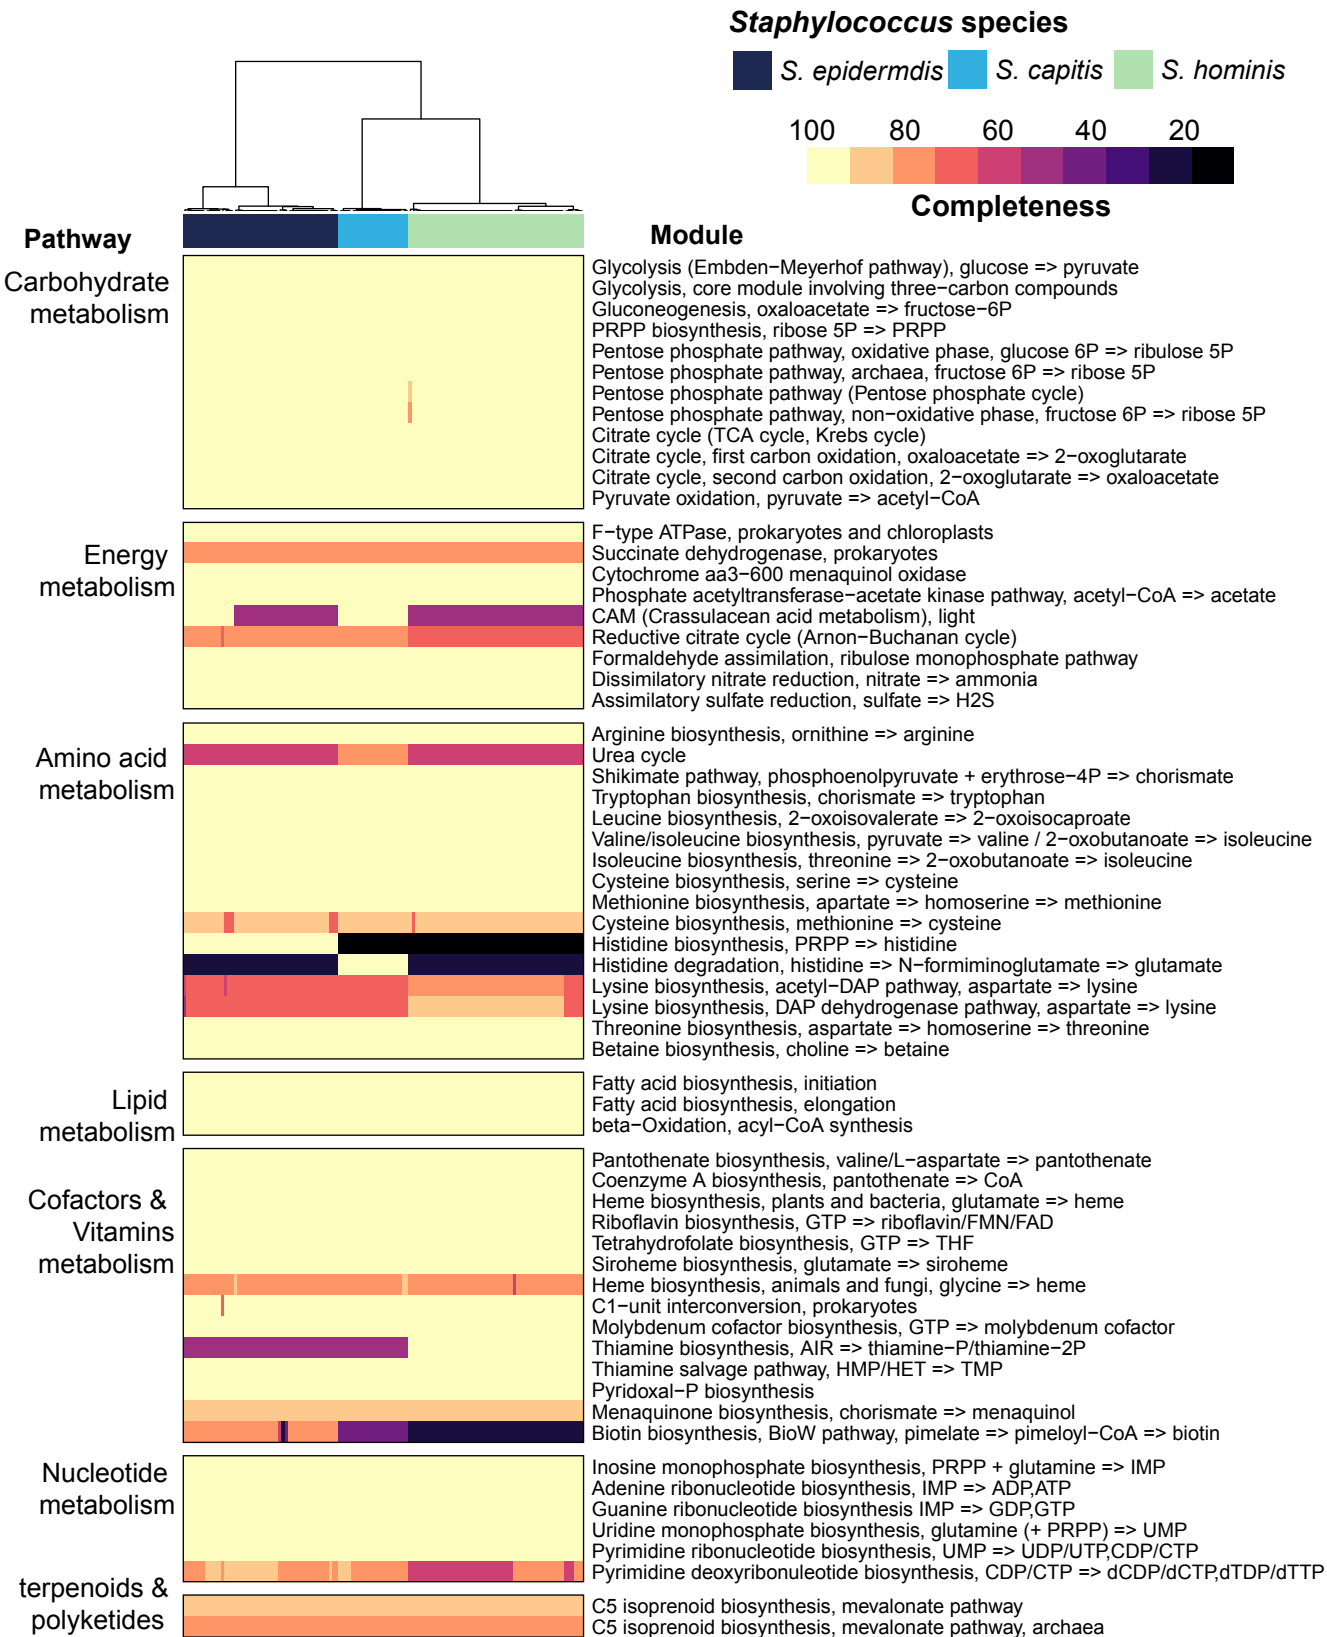 Staphylococcus species
S. epidermdis S. capitis S. hominis
100 80 60 40 20
Completeness
Pathway
Module
Carbohydrate
metabolism
Glycolysis (Embden−Meyerhof pathway), glucose => pyruvate
Glycolysis, core module involving three−carbon compounds
Gluconeogenesis, oxaloacetate => fructose−6P
PRPP biosynthesis, ribose 5P => PRPP
Pentose phosphate pathway, oxidative phase, glucose 6P => ribulose 5P
Pentose phosphate pathway, archaea, fructose 6P => ribose 5P
Pentose phosphate pathway (Pentose phosphate cycle)
Pentose phosphate pathway, non−oxidative phase, fructose 6P => ribose 5P
Citrate cycle (TCA cycle, Krebs cycle)
Citrate cycle, first carbon oxidation, oxaloacetate => 2−oxoglutarate
Citrate cycle, second carbon oxidation, 2−oxoglutarate => oxaloacetate
Pyruvate oxidation, pyruvate => acetyl−CoA
Energy
metabolism
F−type ATPase, prokaryotes and chloroplasts
Succinate dehydrogenase, prokaryotes
Cytochrome aa3−600 menaquinol oxidase
Phosphate acetyltransferase−acetate kinase pathway, acetyl−CoA => acetate
CAM (Crassulacean acid metabolism), light
Reductive citrate cycle (Arnon−Buchanan cycle)
Formaldehyde assimilation, ribulose monophosphate pathway
Dissimilatory nitrate reduction, nitrate => ammonia
Assimilatory sulfate reduction, sulfate => H2S
Amino acid
metabolism
Arginine biosynthesis, ornithine => arginine
Urea cycle
Shikimate pathway, phosphoenolpyruvate + erythrose−4P => chorismate
Tryptophan biosynthesis, chorismate => tryptophan
Leucine biosynthesis, 2−oxoisovalerate => 2−oxoisocaproate
Valine/isoleucine biosynthesis, pyruvate => valine / 2−oxobutanoate => isoleucine
Isoleucine biosynthesis, threonine => 2−oxobutanoate => isoleucine
Cysteine biosynthesis, serine => cysteine
Methionine biosynthesis, apartate => homoserine => methionine
Cysteine biosynthesis, methionine => cysteine
Histidine biosynthesis, PRPP => histidine
Histidine degradation, histidine => N−formiminoglutamate => glutamate
Lysine biosynthesis, acetyl−DAP pathway, aspartate => lysine
Lysine biosynthesis, DAP dehydrogenase pathway, aspartate => lysine
Threonine biosynthesis, aspartate => homoserine => threonine
Betaine biosynthesis, choline => betaine
Lipid
metabolism
Fatty acid biosynthesis, initiation
Fatty acid biosynthesis, elongation
beta−Oxidation, acyl−CoA synthesis
Cofactors &
Vitamins
metabolism
Pantothenate biosynthesis, valine/L−aspartate => pantothenate
Coenzyme A biosynthesis, pantothenate => CoA
Heme biosynthesis, plants and bacteria, glutamate => heme
Riboflavin biosynthesis, GTP => riboflavin/FMN/FAD
Tetrahydrofolate biosynthesis, GTP => THF
Siroheme biosynthesis, glutamate => siroheme
Heme biosynthesis, animals and fungi, glycine => heme
C1−unit interconversion, prokaryotes
Molybdenum cofactor biosynthesis, GTP => molybdenum cofactor
Thiamine biosynthesis, AIR => thiamine−P/thiamine−2P
Thiamine salvage pathway, HMP/HET => TMP
Pyridoxal−P biosynthesis
Menaquinone biosynthesis, chorismate => menaquinol
Biotin biosynthesis, BioW pathway, pimelate => pimeloyl−CoA => biotin
Nucleotide
metabolism
Inosine monophosphate biosynthesis, PRPP + glutamine => IMP
Adenine ribonucleotide biosynthesis, IMP => ADP,ATP
Guanine ribonucleotide biosynthesis IMP => GDP,GTP
Uridine monophosphate biosynthesis, glutamine (+ PRPP) => UMP
Pyrimidine ribonucleotide biosynthesis, UMP => UDP/UTP,CDP/CTP
Pyrimidine deoxyribonuleotide biosynthesis, CDP/CTP => dCDP/dCTP,dTDP/dTTP
terpenoids &
polyketides
C5 isoprenoid biosynthesis, mevalonate pathway
C5 isoprenoid biosynthesis, mevalonate pathway, archaea